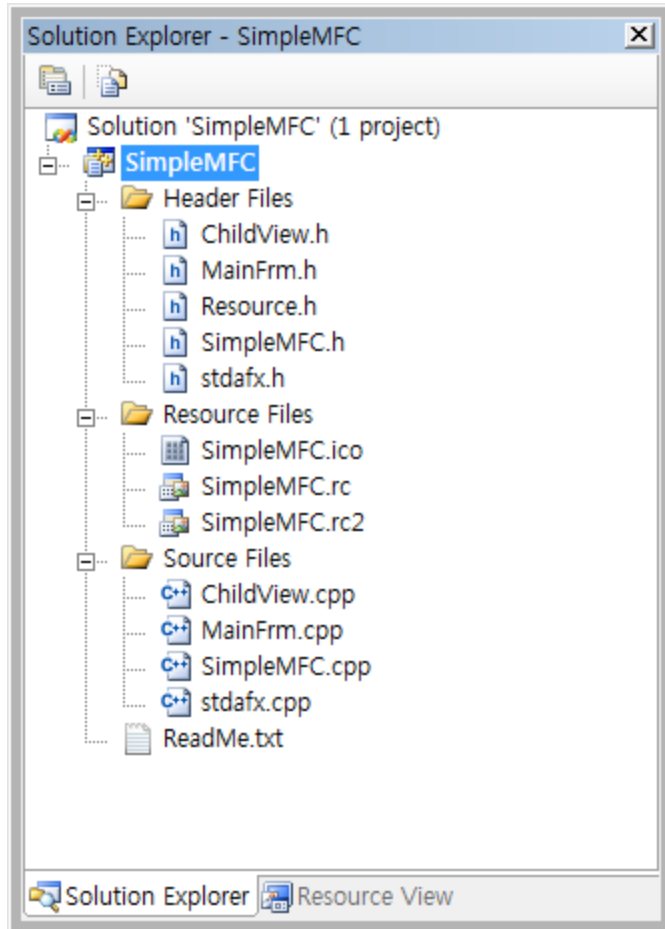 Solution Explorer - SimpleMFC
Solution 'SimpleMFC' (1 project)
SimpleMFC
Header Files
ChildView.h
MainFrm.h
Resource.h
SimpleMFC.h
stdafx.h
Resource Files
SimpleMFC.ico
SimpleMFC.rc
SimpleMFC.rc2
Source Files
ChildView.cpp
MainFrm.cpp
SimpleMFC.cpp
stdafx.cpp
ReadMe.txt
Solution Explorer Resource View